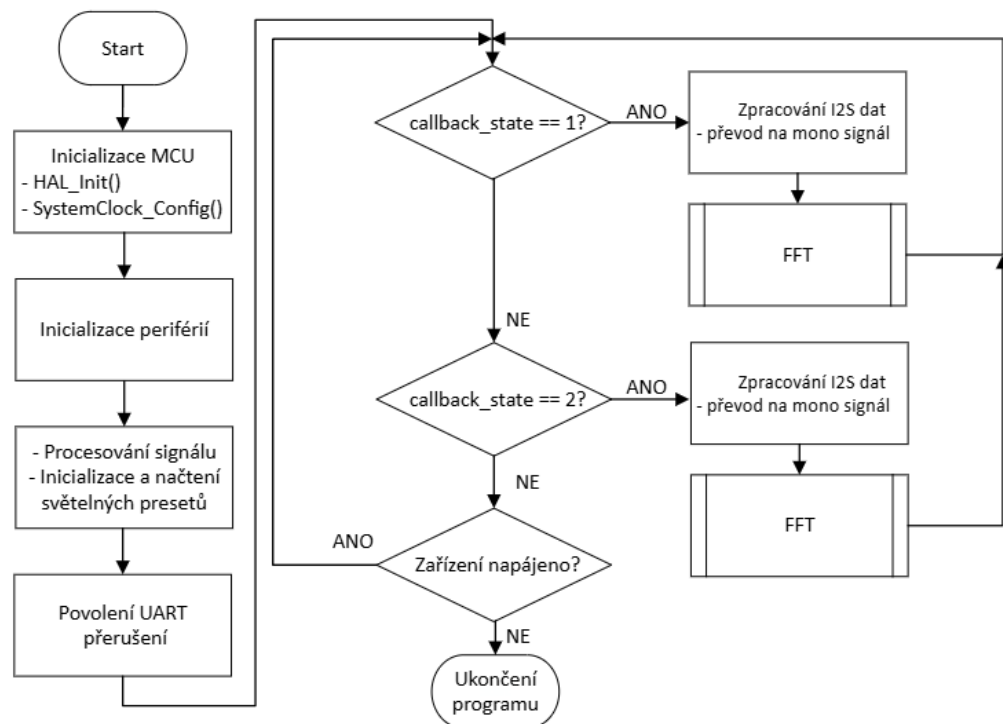 Start
Inicializace MCU
- HAL_Init()
- SystemClock_Config()
Inicializace periférií
- Procesování signálu
- Inicializace a načtení
světelných presetů
Povolení UART
přerušení
callback_state == 1?
ANO
Zpracování I2S dat
- převod na mono signál
FFT
NE
callback_state == 2?
ANO
Zpracování I2S dat
- převod na mono signál
FFT
NE
Zařízení napájeno?
ANO
NE
Ukončení
programu